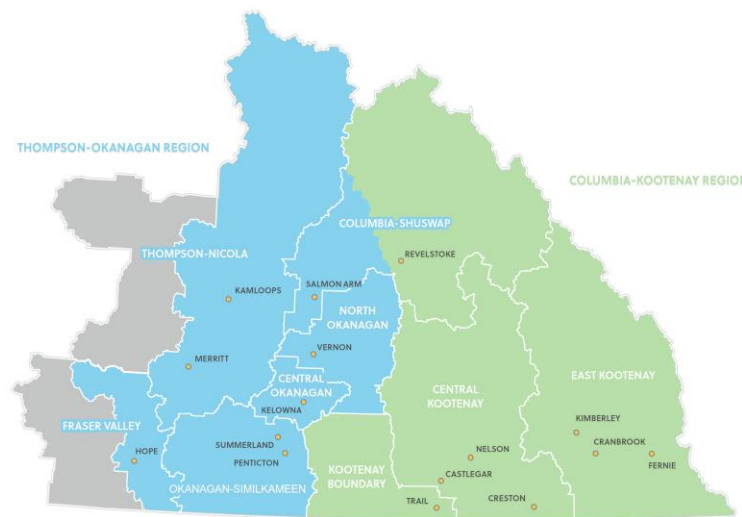 THOMPSON-OKANAGAN REGION
COLUMBIA-KOOTENAY REGION
COLUMBIA-SHUSWAP
THOMPSON-NICOLA
REVELSTOKE
KAMLOOPS
SALMON ARM
NORTH
OKANAGAN
VERNON
MERRITT
CENTRAL
OKANAGAN
KELOWNA
CENTRAL
KOOTENAY
EAST KOOTENAY
FRASER VALLEY
HOPE
SUMMERLAND
PENTICTON
OKANAGAN-SIMILKAMEEN
KOOTENAY
BOUNDARY
NELSON
CASTLEGAR
TRAIL
CRESTON
KIMBERLEY
CRANBROOK
FERNIE